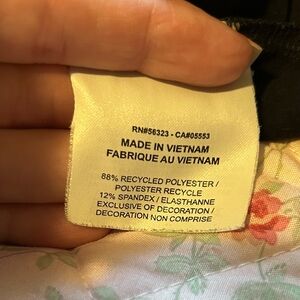 RN#56323 - CA#05553
MADE IN VIETNAM
FABRIQUE AU VIETNAM
88% RECYCLED POLYESTER /
POLYESTER RECYCLE
12% SPANDEX / ELASTHANNE
EXCLUSIVE OF DECORATION /
DECORATION NON COMPRISE